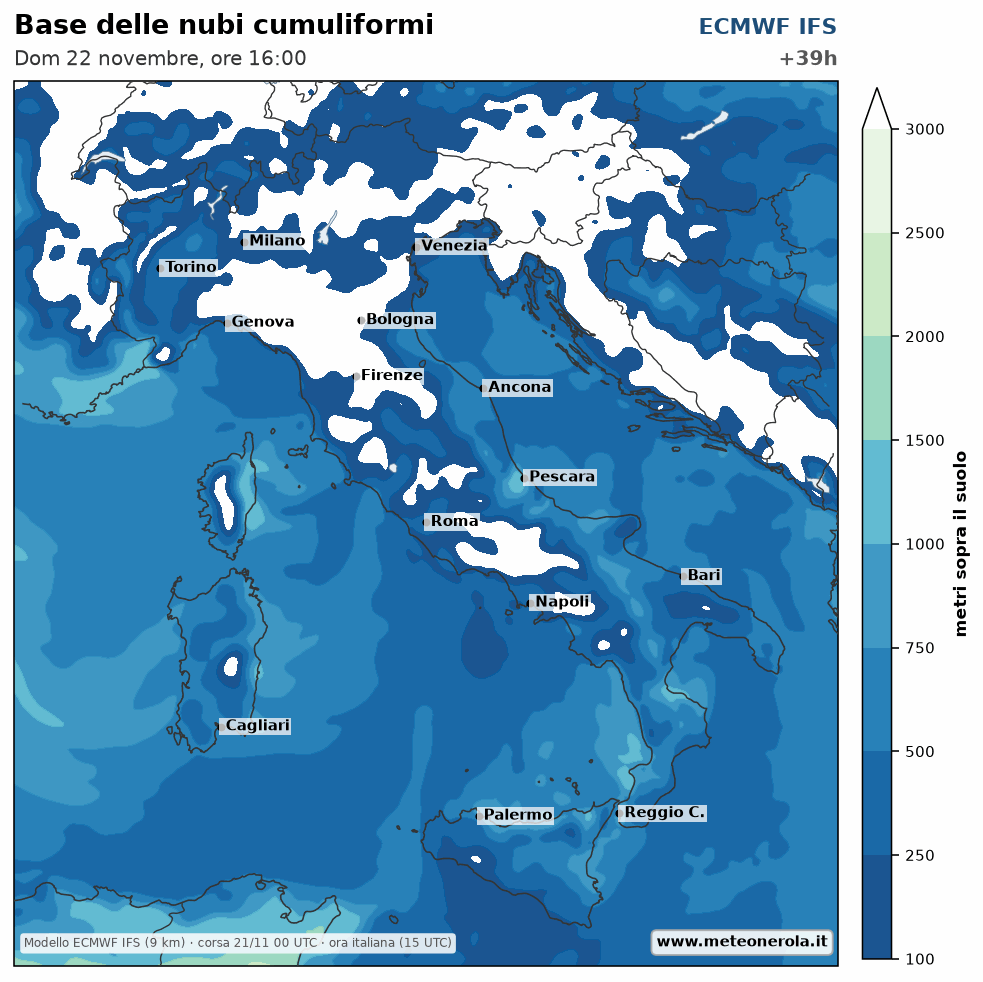 Base delle nubi cumuliformi
ECMWF IFS
Dom 22 novembre, ore 16:00
+39h
Milano
Venezia
Torino
Genova
Bologna
Firenze
Ancona
Pescara
Roma
Bari
Napoli
Cagliari
Palermo
Reggio C.
Modello ECMWF IFS (9 km) · corsa 21/11 00 UTC · ora italiana (15 UTC)
www.meteonerola.it
3000
2500
2000
1500
1000
750
500
250
100
metri sopra il suolo